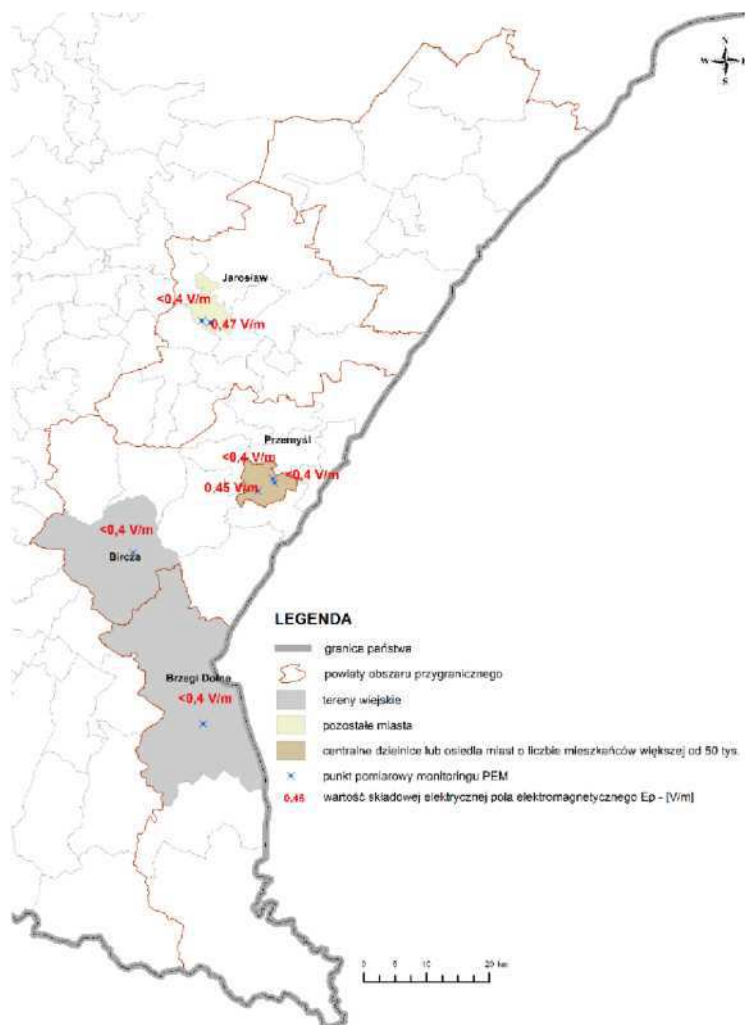 N
W E
S
Jarosław
<0,4 V/m
0,47 V/m
Przemyśl
<0,4 V/m
<0,4 V/m
0,45 V/m
<0,4 V/m
Bircza
Brzegi Dolne
<0,4 V/m
LEGENDA
granica państwa
powiaty obszaru przygranicznego
tereny wiejskie
pozostałe miasta
centralne dzielnice lub osiedla miast o liczbie mieszkańców większej od 50 tys.
punkt pomiarowy monitoringu PEM
0,45 wartość składowej elektrycznej pola elektromagnetycznego Ep - [V/m]
0 5 10 20 km